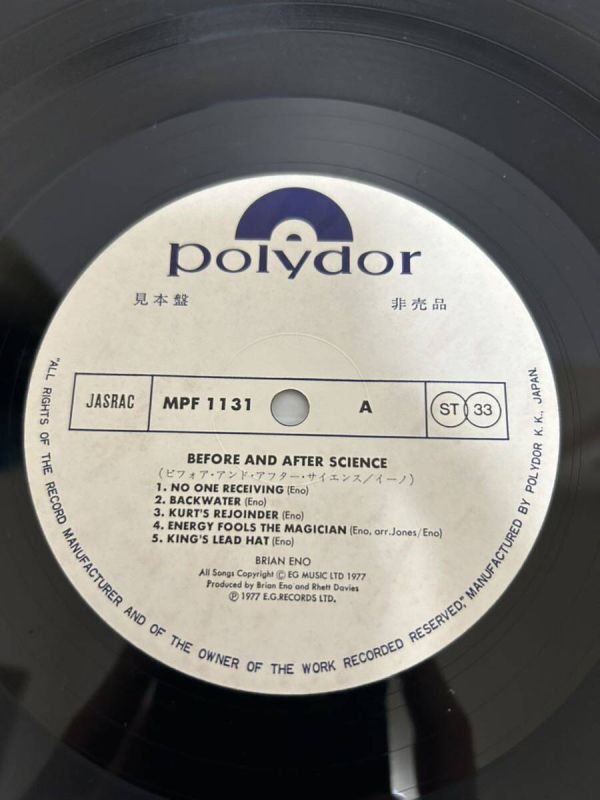 polydor
見本盤
非売品
JASRAC
MPF 1131
A
ST 33
BEFORE AND AFTER SCIENCE
(ビフォア・アンド・アフター・サイエンス/イーノ)
1. NO ONE RECEIVING (Eno)
2. BACKWATER (Eno)
3. KURT'S REJOINDER (Eno)
4. ENERGY FOOLS THE MAGICIAN (Eno, arr.Jones/Eno)
5. KING'S LEAD HAT (Eno)
BRIAN ENO
All Songs Copyright Ⓒ EG MUSIC LTD 1977
Produced by Brian Eno and Rhett Davies
Ⓟ 1977 E.G.RECORDS LTD.
"ALL RIGHTS OF THE RECORD MANUFACTURER AND OF THE OWNER OF THE WORK RECORDED RESERVED," MANUFACTURED BY POLYDOR K.K., JAPAN.